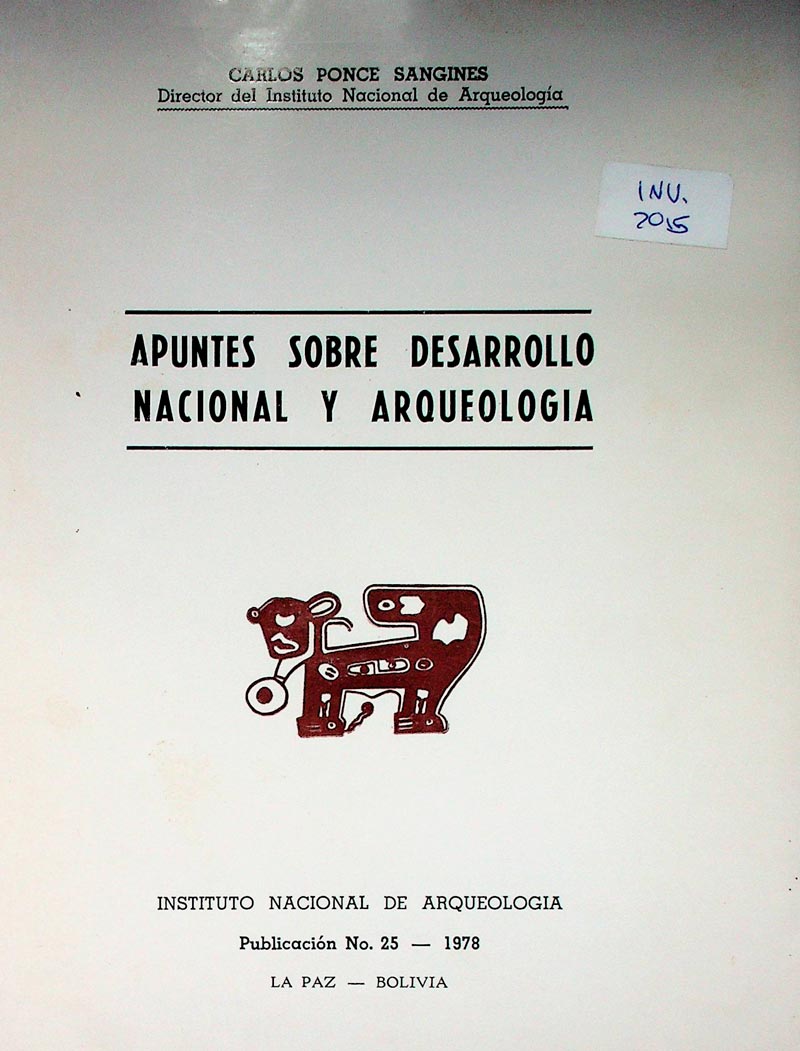 CARLOS PONCE SANGINES
Director del Instituto Nacional de Arqueología
INV.
2015
APUNTES SOBRE DESARROLLO
NACIONAL Y ARQUEOLOGIA
INSTITUTO NACIONAL DE ARQUEOLOGIA
Publicación No. 25 — 1978
LA PAZ — BOLIVIA